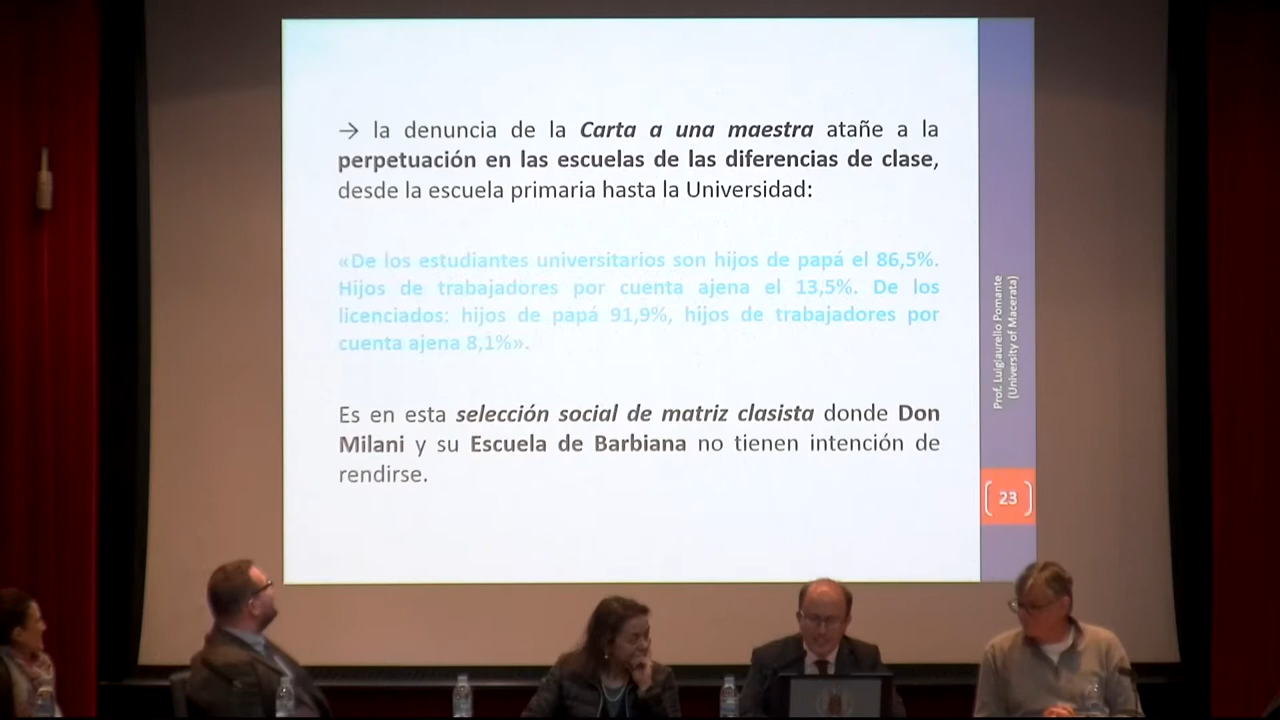 → la denuncia de la Carta a una maestra atañe a la
perpetuación en las escuelas de las diferencias de clase,
desde la escuela primaria hasta la Universidad:
«De los estudiantes universitarios son hijos de papá el 86,5%.
Hijos de trabajadores por cuenta ajena el 13,5%. De los
licenciados: hijos de papá 91,9%, hijos de trabajadores por
cuenta ajena 8,1%».
Es en esta selección social de matriz clasista donde Don
Milani y su Escuela de Barbiana no tienen intención de
rendirse.
Prof. Luigiaurelio Pomante
(University of Macerata)
23